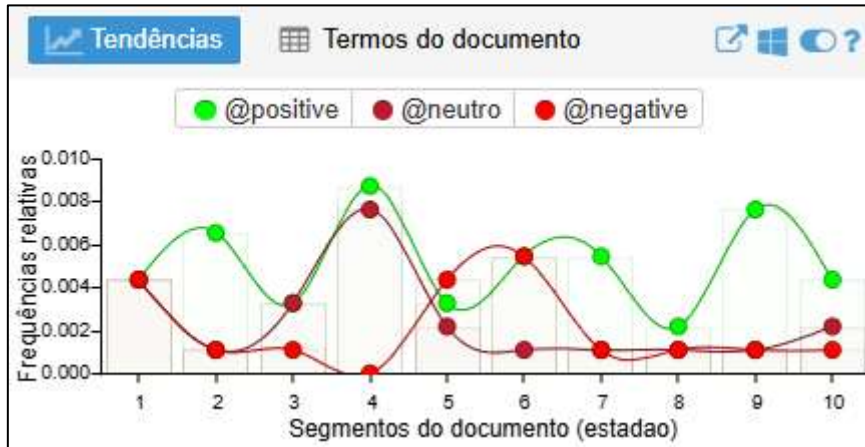 Tendências Termos do documento ?
@positive @neutro @negative
Frequências relativas
0.010
0.008
0.006
0.004
0.002
0.000
1 2 3 4 5 6 7 8 9 10
Segmentos do documento (estadao)